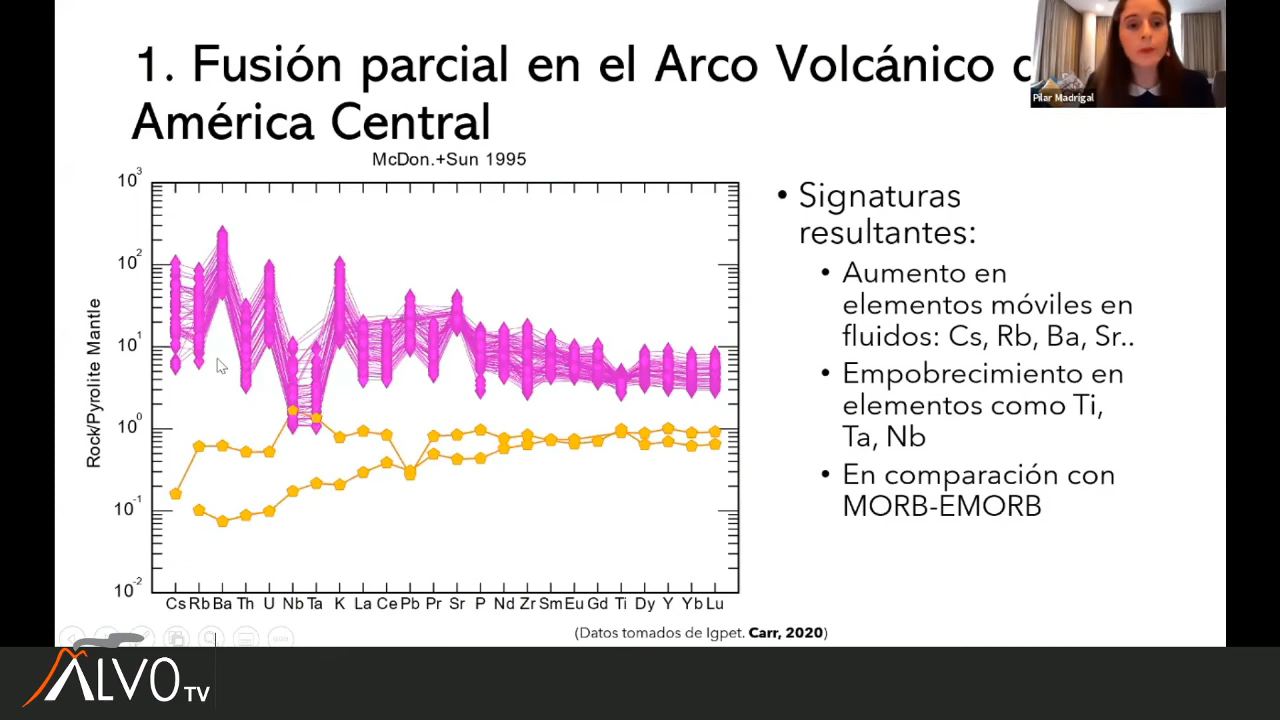 1. Fusión parcial en el Arco Volcánico
América Central
Pilar Madrigal
McDon.+Sun 1995
10³
10²
10¹
10⁰
10⁻¹
10⁻²
Rock/Pyrolite Mantle
Cs Rb Ba Th U Nb Ta K La Ce Pb Pr Sr P Nd Zr Sm Eu Gd Ti Dy Y Yb Lu
• Signaturas
resultantes:
• Aumento en
elementos móviles en
fluidos: Cs, Rb, Ba, Sr..
• Empobrecimiento en
elementos como Ti,
Ta, Nb
• En comparación con
MORB-EMORB
(Datos tomados de Igpet. Carr, 2020)
ALVO TV